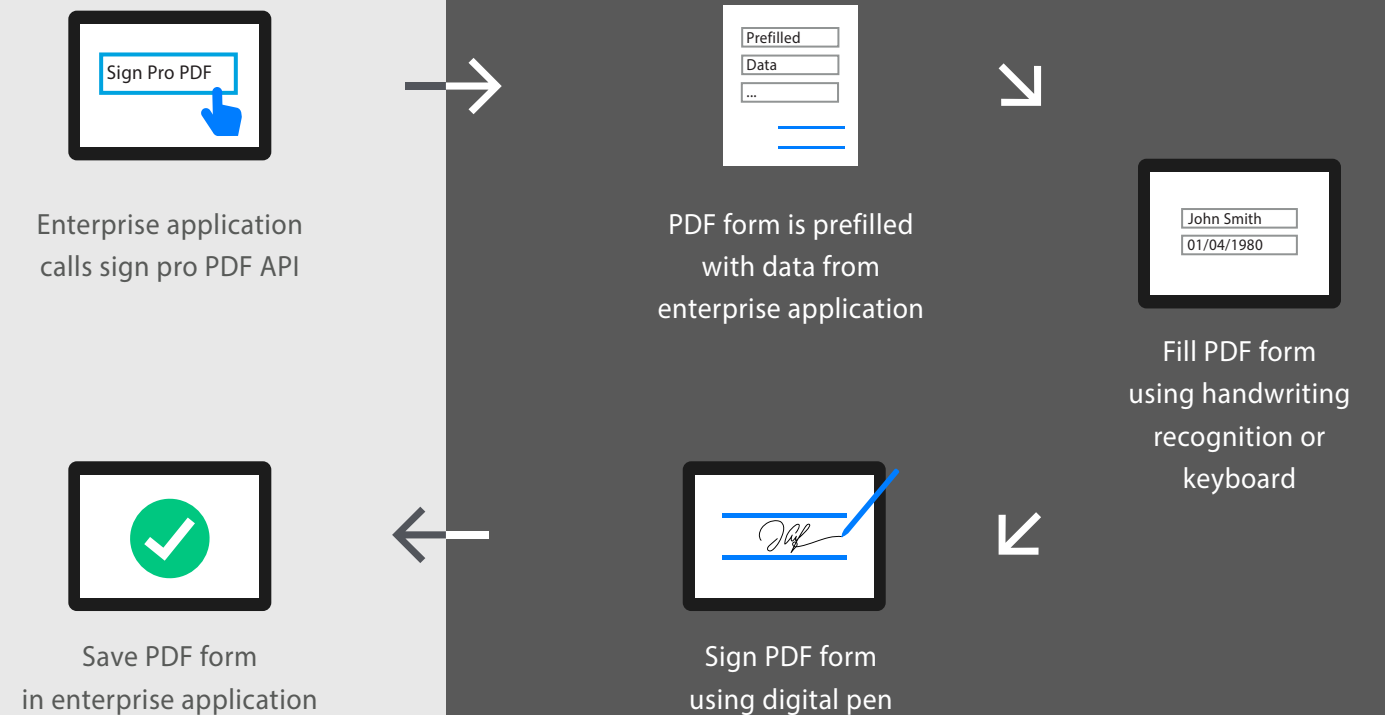 Sign Pro PDF
Enterprise application
calls sign pro PDF API
Prefilled
Data
...
PDF form is prefilled
with data from
enterprise application
John Smith
01/04/1980
Fill PDF form
using handwriting
recognition or
keyboard
Sign PDF form
using digital pen
Save PDF form
in enterprise application